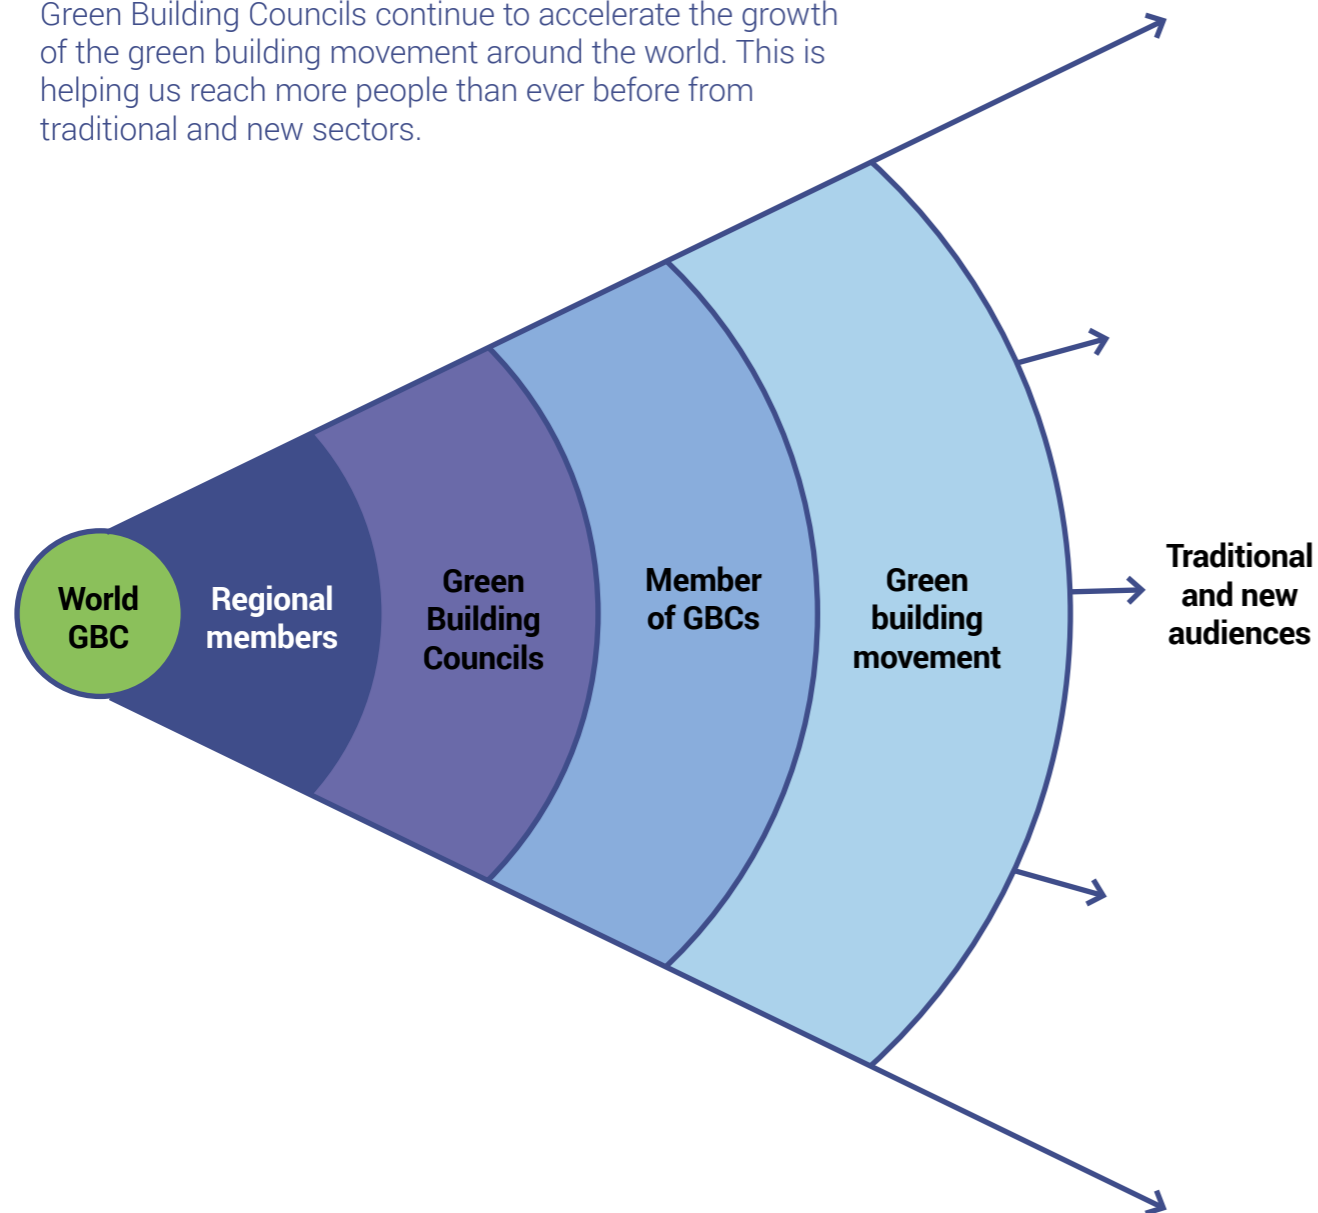 Green Building Councils continue to accelerate the growth
of the green building movement around the world. This is
helping us reach more people than ever before from
traditional and new sectors.
World
GBC
Regional
members
Green
Building
Councils
Member
of GBCs
Green
building
movement
Traditional
and new
audiences